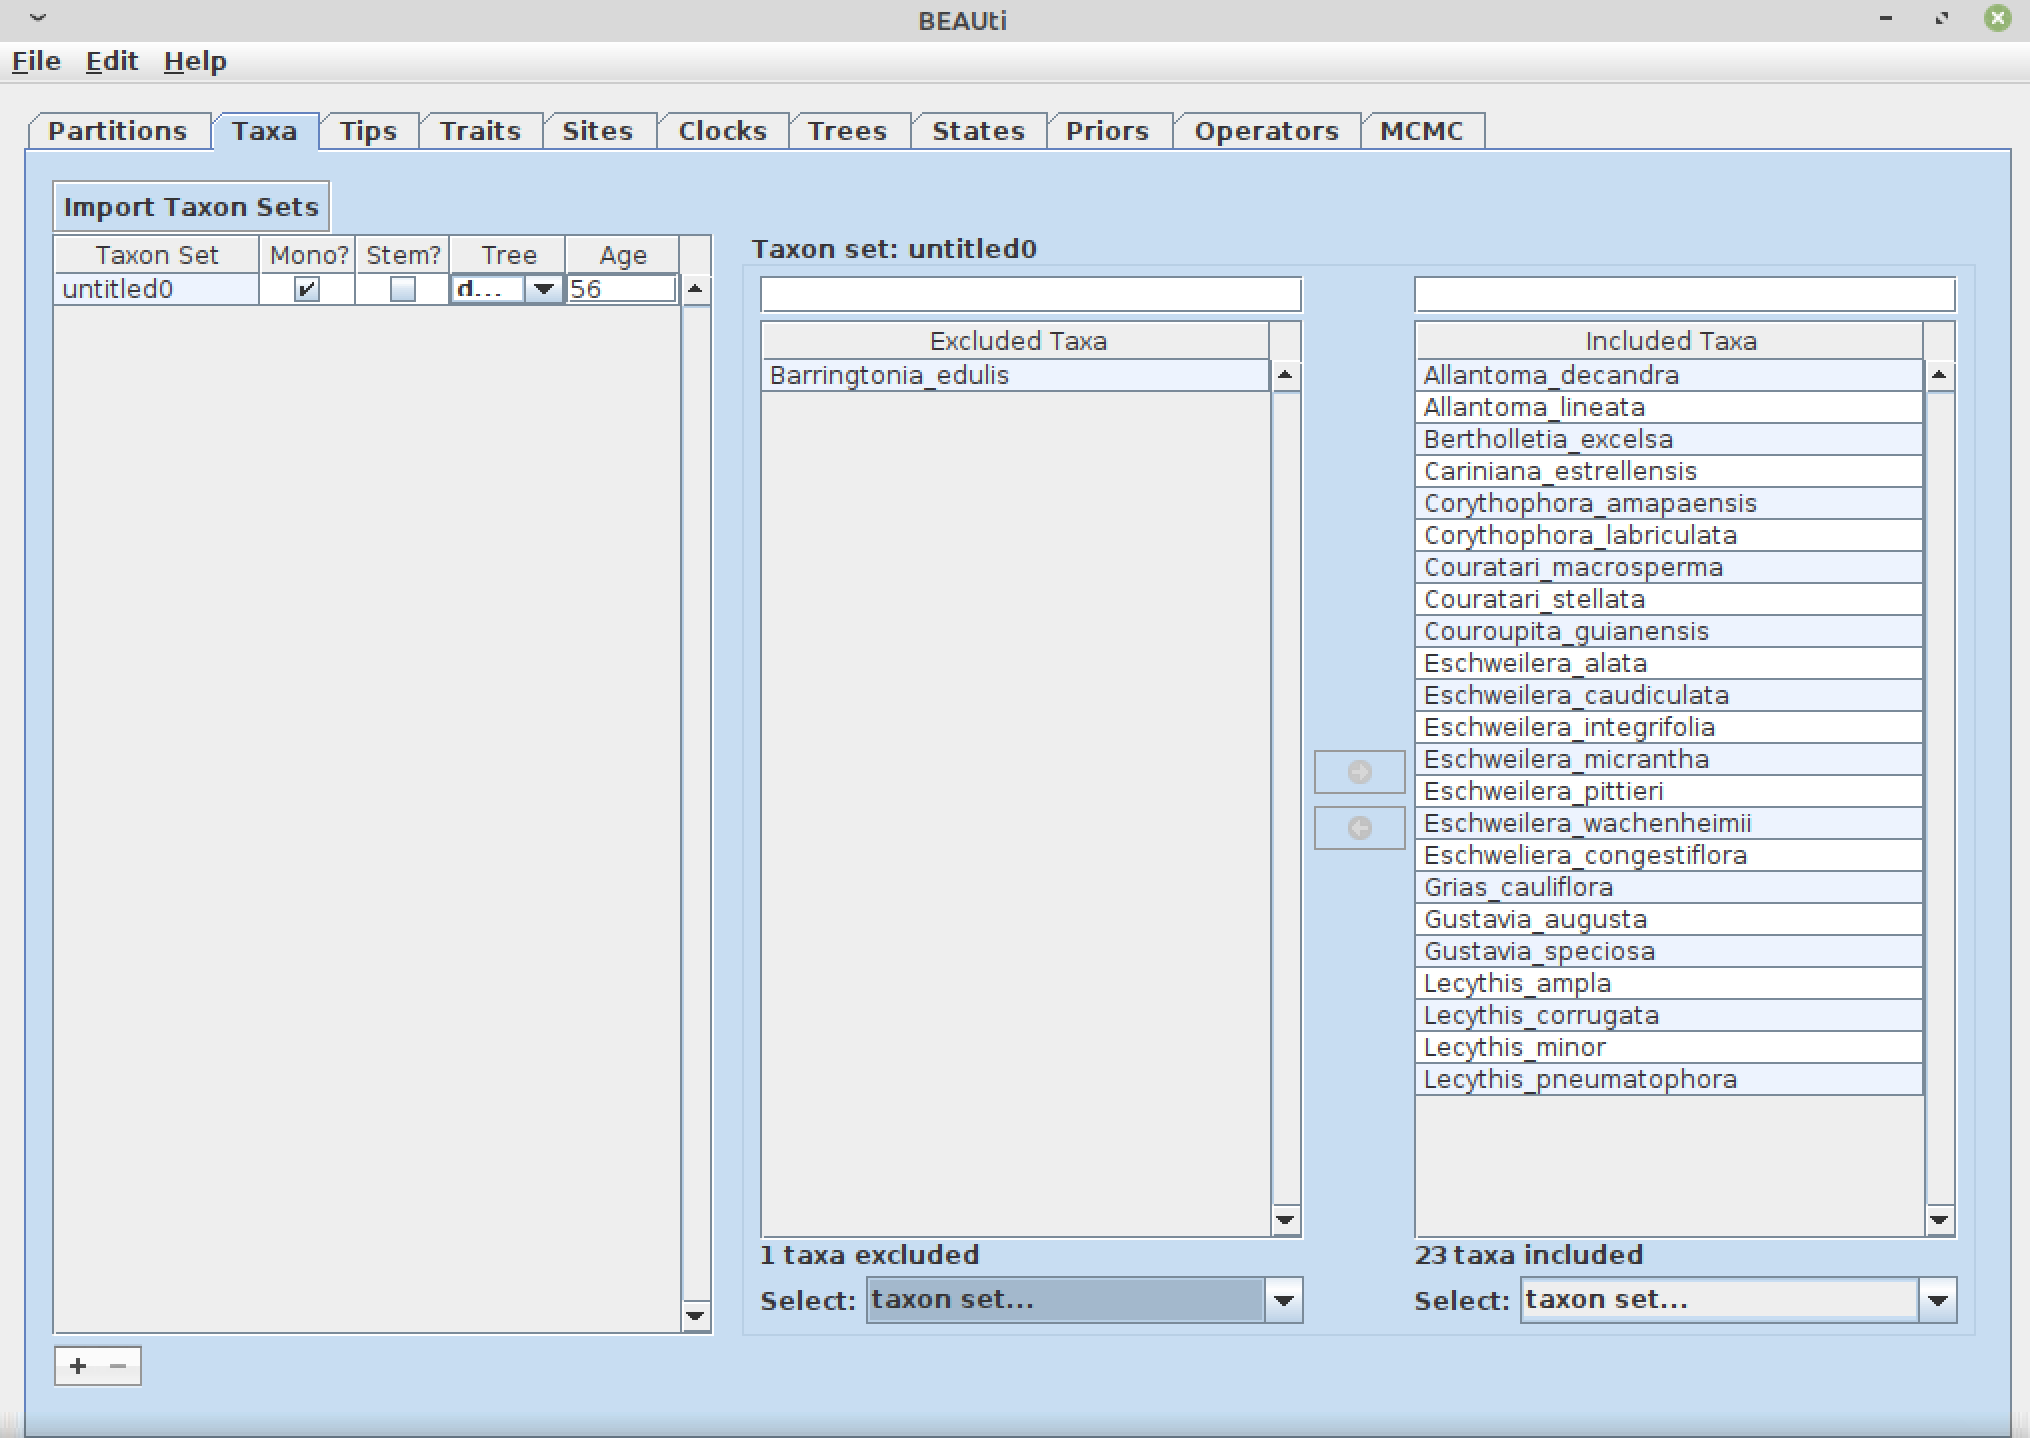 BEAUti
File Edit Help
Partitions Taxa Tips Traits Sites Clocks Trees States Priors Operators MCMC
Import Taxon Sets
Taxon Set Mono? Stem? Tree Age
untitled0 d... 56
Taxon set: untitled0
Excluded Taxa
Barringtonia_edulis
1 taxa excluded
Select: taxon set...
Included Taxa
Allantoma_decandra
Allantoma_lineata
Bertholletia_excelsa
Cariniana_estrellensis
Corythophora_amapaensis
Corythophora_labriculata
Couratari_macrosperma
Couratari_stellata
Couroupita_guianensis
Eschweilera_alata
Eschweilera_caudiculata
Eschweilera_integrifolia
Eschweilera_micrantha
Eschweilera_pittieri
Eschweilera_wachenheimii
Eschweliera_congestiflora
Grias_cauliflora
Gustavia_augusta
Gustavia_speciosa
Lecythis_ampla
Lecythis_corrugata
Lecythis_minor
Lecythis_pneumatophora
23 taxa included
Select: taxon set...
+ −